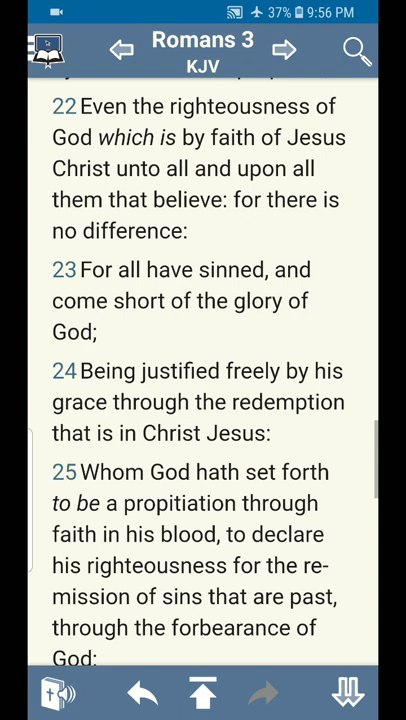 37% 9:56 PM
Romans 3
KJV
22 Even the righteousness of
God which is by faith of Jesus
Christ unto all and upon all
them that believe: for there is
no difference:
23 For all have sinned, and
come short of the glory of
God;
24 Being justified freely by his
grace through the redemption
that is in Christ Jesus:
25 Whom God hath set forth
to be a propitiation through
faith in his blood, to declare
his righteousness for the re-
mission of sins that are past,
through the forbearance of
God;